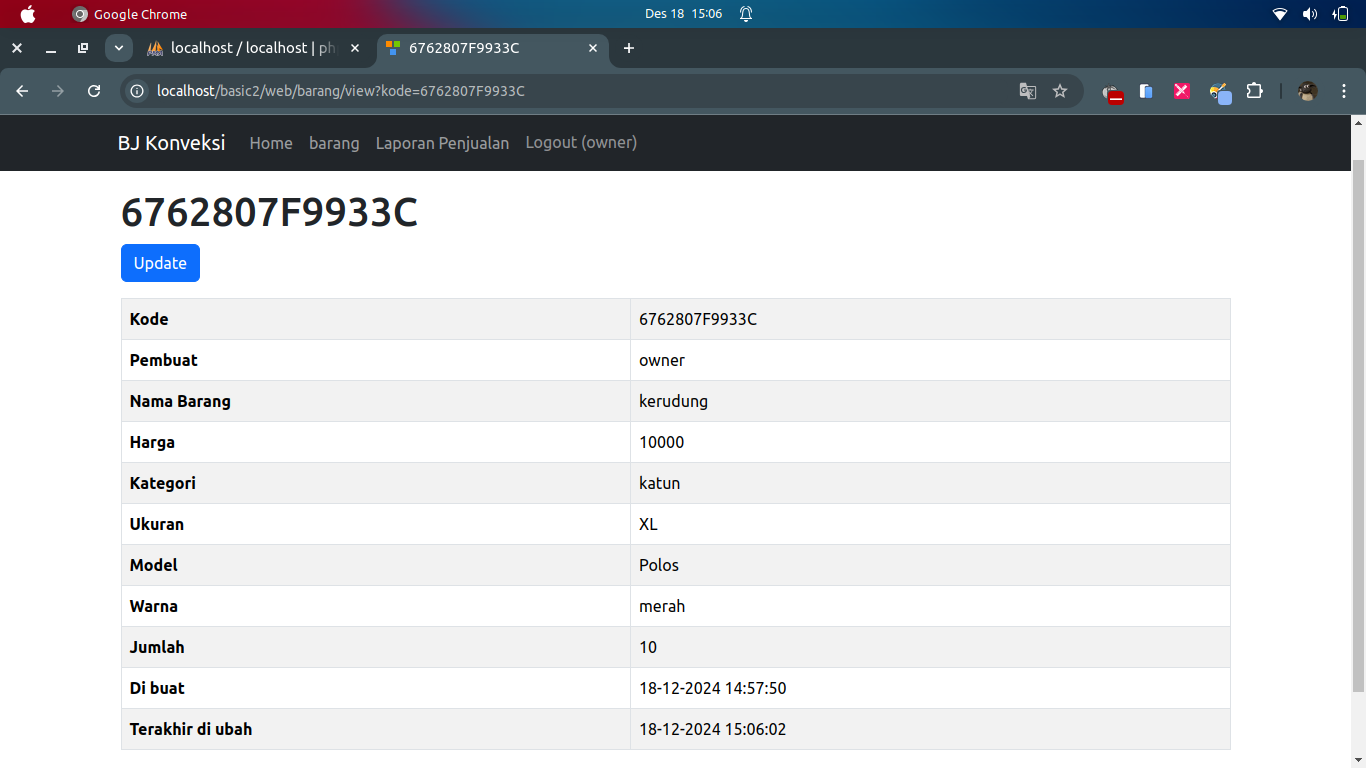 Google Chrome
Des 18 15:06
localhost / localhost | ph
6762807F9933C
localhost/basic2/web/barang/view?kode=6762807F9933C
BJ Konveksi Home barang Laporan Penjualan Logout (owner)
6762807F9933C
Update
Kode 6762807F9933C
Pembuat owner
Nama Barang kerudung
Harga 10000
Kategori katun
Ukuran XL
Model Polos
Warna merah
Jumlah 10
Di buat 18-12-2024 14:57:50
Terakhir di ubah 18-12-2024 15:06:02